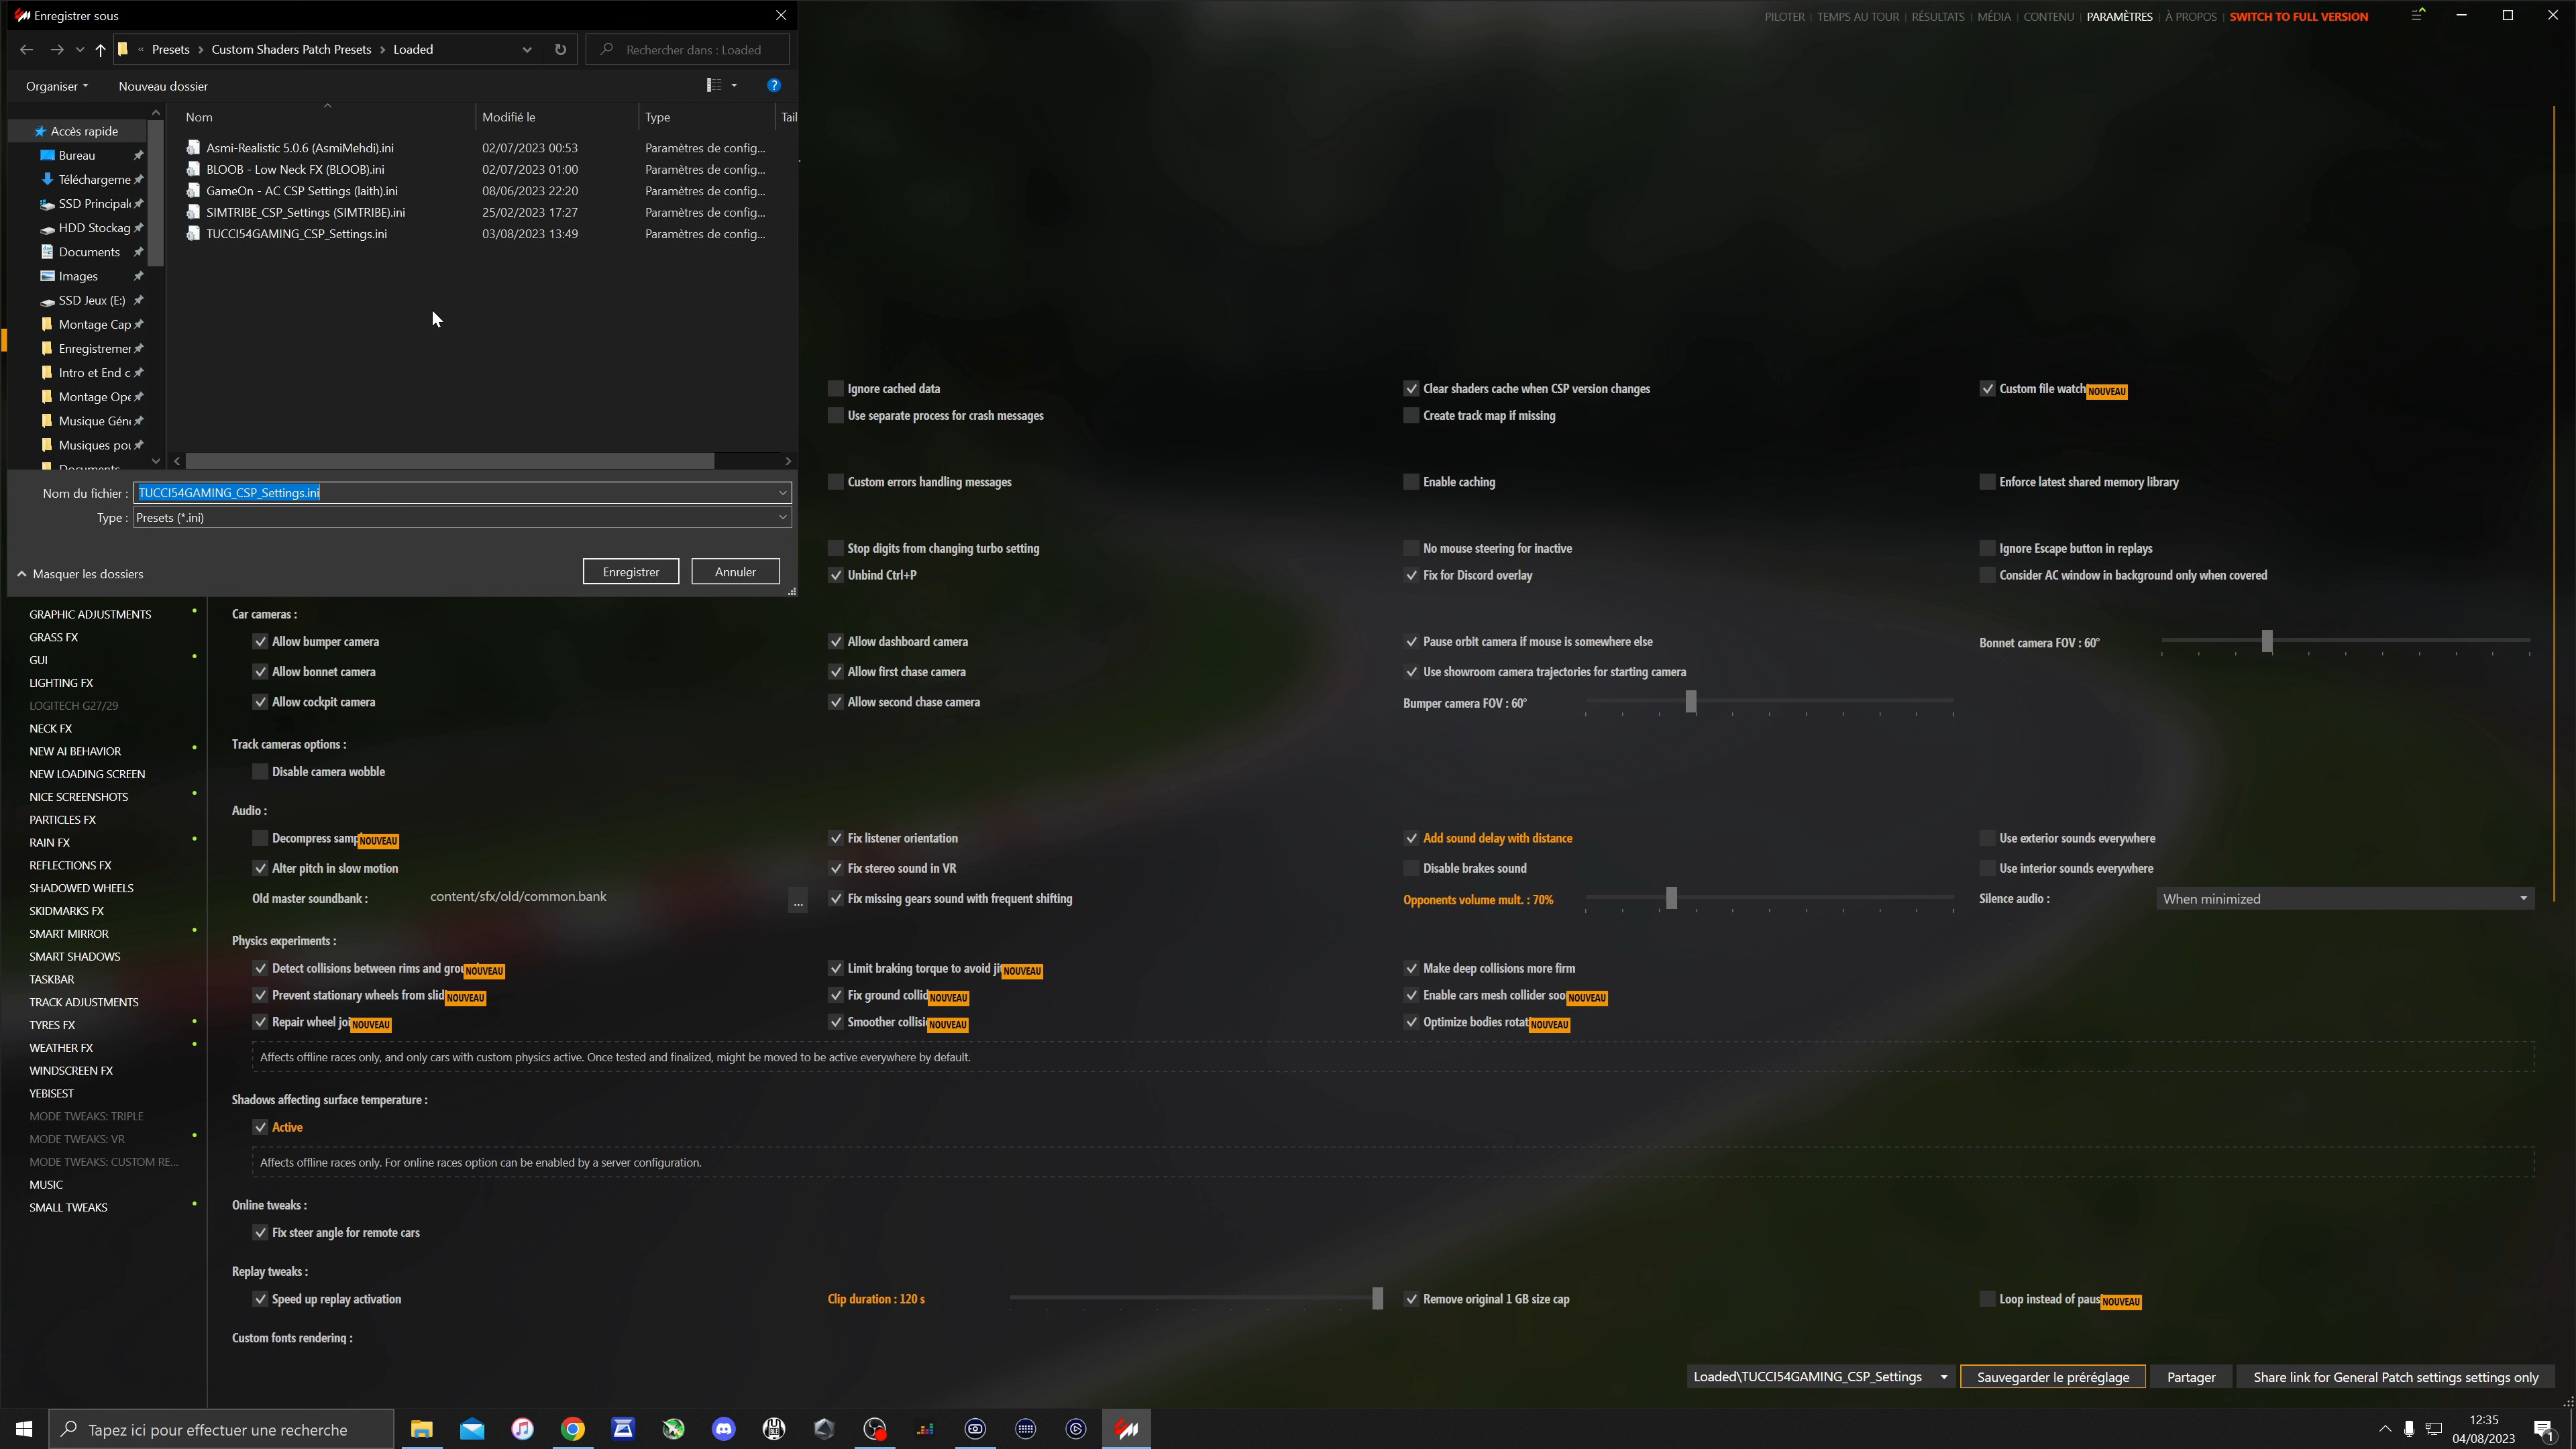 Enregistrer sous
PILOTER | TEMPS AU TOUR | RÉSULTATS | MÉDIA | CONTENU | PARAMÈTRES | À PROPOS | SWITCH TO FULL VERSION
« Presets > Custom Shaders Patch Presets > Loaded
Rechercher dans : Loaded
Organiser
Nouveau dossier
Nom
Modifié le
Type
Tail
Accès rapide
Bureau
Téléchargeme
SSD Principal
HDD Stockag
Documents
Images
SSD Jeux (E:)
Montage Cap
Enregistremer
Intro et End c
Montage Ope
Musique Géné
Musiques pou
Documents
Asmi-Realistic 5.0.6 (AsmiMehdi).ini 02/07/2023 00:53 Paramètres de config...
BLOOB - Low Neck FX (BLOOB).ini 02/07/2023 01:00 Paramètres de config...
GameOn - AC CSP Settings (laith).ini 08/06/2023 22:20 Paramètres de config...
SIMTRIBE_CSP_Settings (SIMTRIBE).ini 25/02/2023 17:27 Paramètres de config...
TUCCI54GAMING_CSP_Settings.ini 03/08/2023 13:49 Paramètres de config...
Nom du fichier : TUCCI54GAMING_CSP_Settings.ini
Type : Presets (*.ini)
Masquer les dossiers
Enregistrer
Annuler
Ignore cached data
Clear shaders cache when CSP version changes
Custom file watch NOUVEAU
Use separate process for crash messages
Create track map if missing
Custom errors handling messages
Enable caching
Enforce latest shared memory library
Stop digits from changing turbo setting
No mouse steering for inactive
Ignore Escape button in replays
Unbind Ctrl+P
Fix for Discord overlay
Consider AC window in background only when covered
GRAPHIC ADJUSTMENTS
GRASS FX
GUI
LIGHTING FX
LOGITECH G27/29
NECK FX
NEW AI BEHAVIOR
NEW LOADING SCREEN
NICE SCREENSHOTS
PARTICLES FX
RAIN FX
REFLECTIONS FX
SHADOWED WHEELS
SKIDMARKS FX
SMART MIRROR
SMART SHADOWS
TASKBAR
TRACK ADJUSTMENTS
TYRES FX
WEATHER FX
WINDSCREEN FX
YEBISEST
MODE TWEAKS: TRIPLE
MODE TWEAKS: VR
MODE TWEAKS: CUSTOM RE...
MUSIC
SMALL TWEAKS
Car cameras :
Allow bumper camera
Allow dashboard camera
Pause orbit camera if mouse is somewhere else
Bonnet camera FOV : 60°
Allow bonnet camera
Allow first chase camera
Use showroom camera trajectories for starting camera
Allow cockpit camera
Allow second chase camera
Bumper camera FOV : 60°
Track cameras options :
Disable camera wobble
Audio :
Decompress samp NOUVEAU
Fix listener orientation
Add sound delay with distance
Use exterior sounds everywhere
Alter pitch in slow motion
Fix stereo sound in VR
Disable brakes sound
Use interior sounds everywhere
Old master soundbank : content/sfx/old/common.bank ...
Fix missing gears sound with frequent shifting
Opponents volume mult. : 70%
Silence audio : When minimized
Physics experiments :
Detect collisions between rims and grou NOUVEAU
Limit braking torque to avoid ji NOUVEAU
Make deep collisions more firm
Prevent stationary wheels from slid NOUVEAU
Fix ground collid NOUVEAU
Enable cars mesh collider soo NOUVEAU
Repair wheel joi NOUVEAU
Smoother collisi NOUVEAU
Optimize bodies rotat NOUVEAU
Affects offline races only, and only cars with custom physics active. Once tested and finalized, might be moved to be active everywhere by default.
Shadows affecting surface temperature :
Active
Affects offline races only. For online races option can be enabled by a server configuration.
Online tweaks :
Fix steer angle for remote cars
Replay tweaks :
Speed up replay activation
Clip duration : 120 s
Remove original 1 GB size cap
Loop instead of paus NOUVEAU
Custom fonts rendering :
Loaded\TUCCI54GAMING_CSP_Settings
Sauvegarder le préréglage
Partager
Share link for General Patch settings settings only
Tapez ici pour effectuer une recherche
12:35
04/08/2023
1